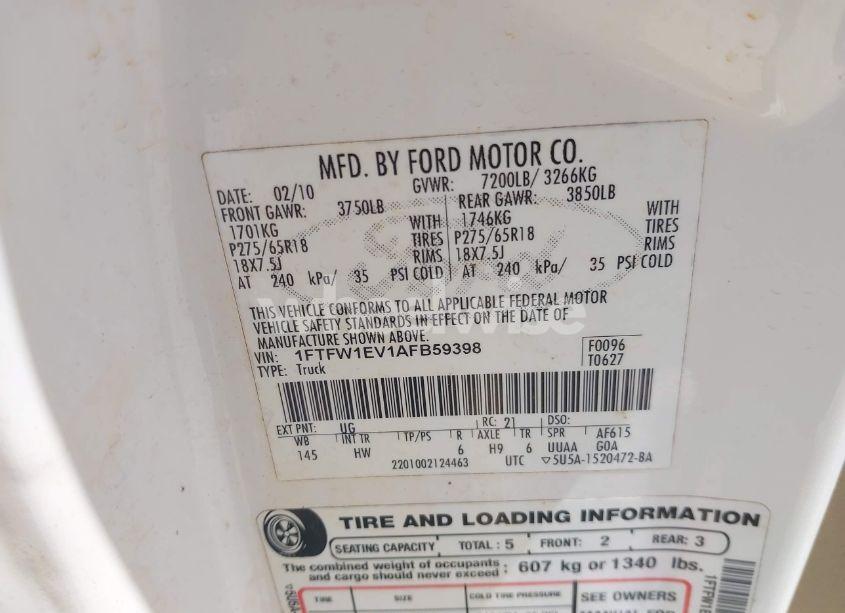 MFD. BY FORD MOTOR CO.
DATE: 02/10 GVWR: 7200LB/ 3266KG
FRONT GAWR: 3750LB REAR GAWR: 3850LB
1701KG WITH 1746KG WITH
P275/65R18 TIRES P275/65R18 TIRES
18X7.5J RIMS 18X7.5J RIMS
AT 240 kPa/ 35 PSI COLD AT 240 kPa/ 35 PSI COLD
THIS VEHICLE CONFORMS TO ALL APPLICABLE FEDERAL MOTOR
VEHICLE SAFETY STANDARDS IN EFFECT ON THE DATE OF
MANUFACTURE SHOWN ABOVE.
VIN: 1FTFW1EV1AFB59398 F0096
TYPE: Truck T0627
EXT PNT: UG RC: 21 DSO:
WB INT TR TP/PS R AXLE TR SPR AF615
145 HW 6 H9 6 UUAA G0A
2201002124463 UTC ▽5U5A-1520472-BA
TIRE AND LOADING INFORMATION
SEATING CAPACITY TOTAL : 5 FRONT: 2 REAR: 3
The combined weight of occupants and cargo should never exceed : 607 kg or 1340 lbs.
TIRE SIZE COLD TIRE PRESSURE SEE OWNERS